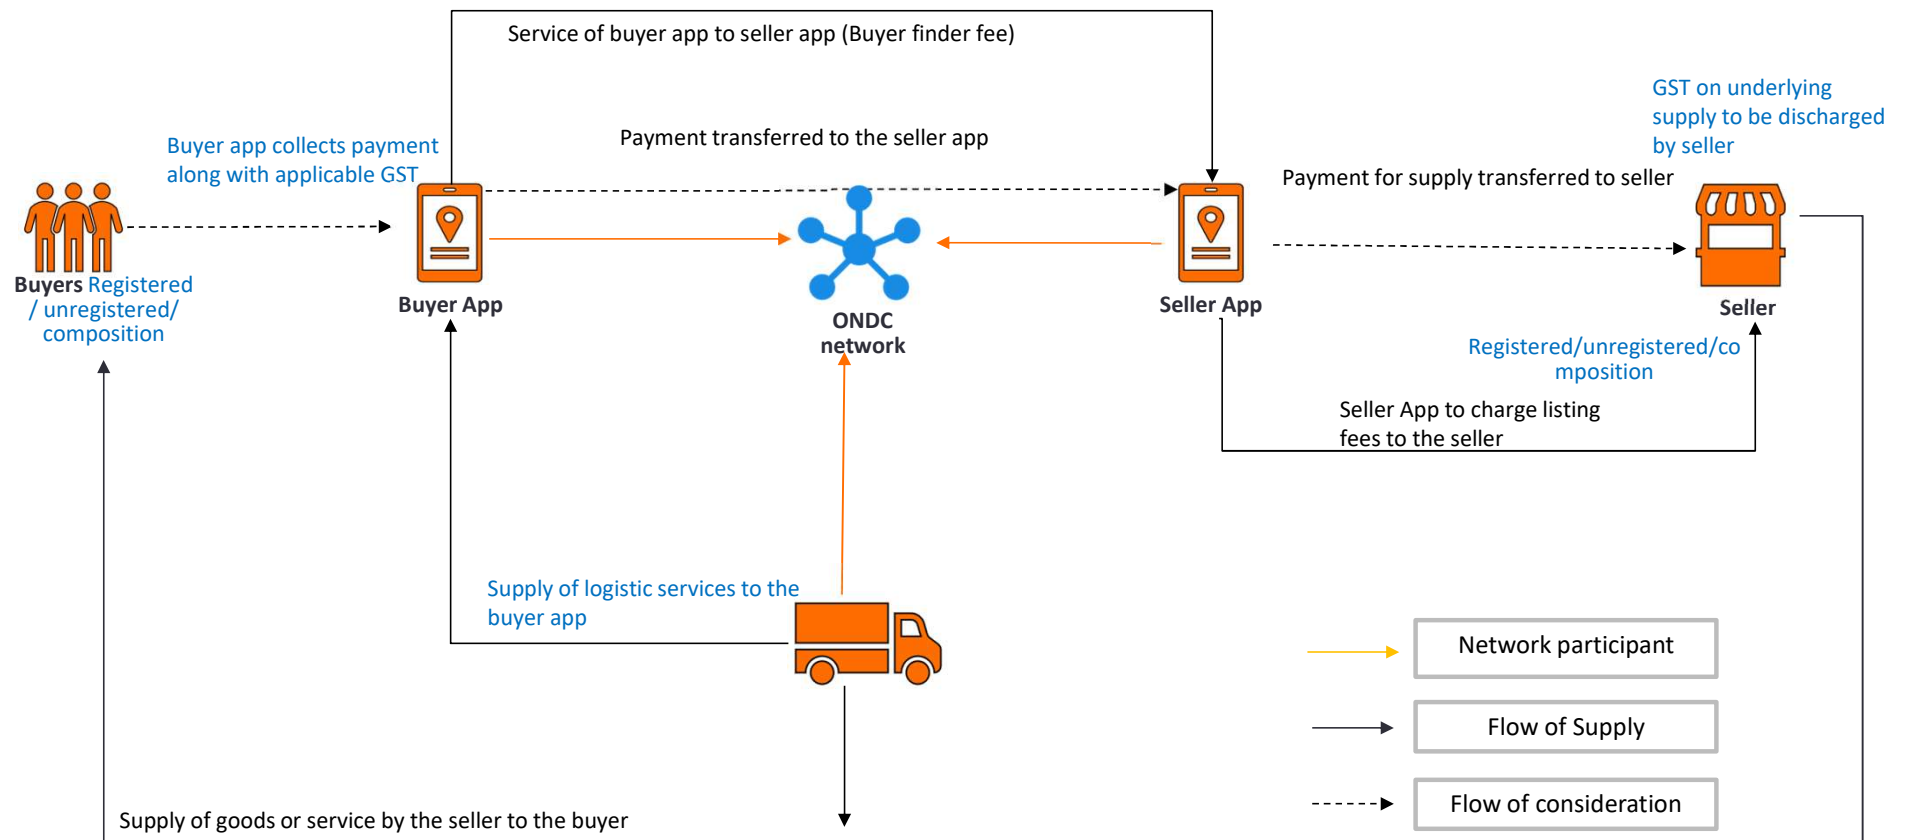 Service of buyer app to seller app (Buyer finder fee)
GST on underlying
supply to be discharged
by seller
Buyer app collects payment
along with applicable GST
Payment transferred to the seller app
Payment for supply transferred to seller
Buyers Registered
/ unregistered/
composition
Buyer App
ONDC
network
Seller App
Seller
Registered/unregistered/co
mposition
Seller App to charge listing
fees to the seller
Supply of logistic services to the
buyer app
Network participant
Flow of Supply
Flow of consideration
Supply of goods or service by the seller to the buyer